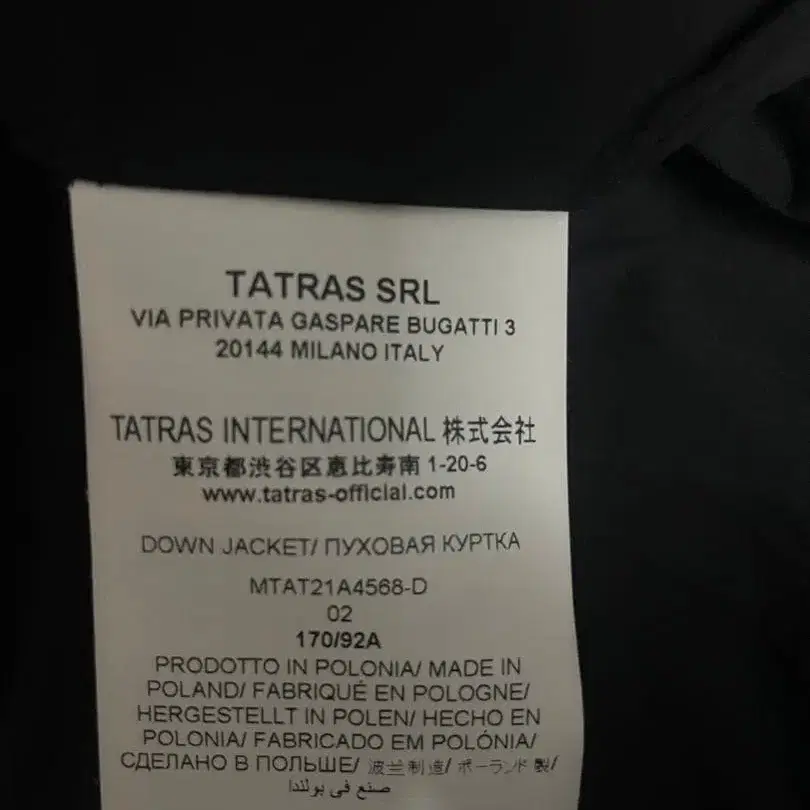 TATRAS SRL
VIA PRIVATA GASPARE BUGATTI 3
20144 MILANO ITALY
TATRAS INTERNATIONAL 株式会社
東京都渋谷区恵比寿南 1-20-6
www.tatras-official.com
DOWN JACKET/ ПУХОВАЯ КУРТКА
MTAT21A4568-D
02
170/92A
PRODOTTO IN POLONIA/ MADE IN
POLAND/ FABRIQUÉ EN POLOGNE/
HERGESTELLT IN POLEN/ HECHO EN
POLONIA/ FABRICADO EM POLÓNIA/
СДЕЛАНО В ПОЛЬШЕ/ 波兰制造/ ポーランド製/
صنع في بولندا